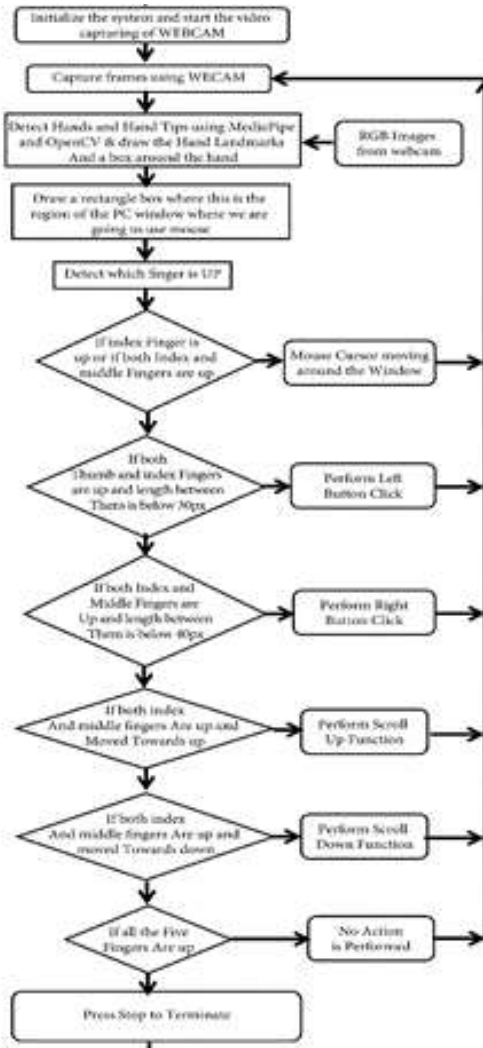 Initialize the system and start the video
capturing of WEBCAM
Capture frames using WECAM
Detect Hands and Hand Tips using MediaPipe
and OpenCV & draw the Hand Landmarks
And a box around the hand
RGB Images
from webcam
Draw a rectangle box where this is the
region of the PC window where we are
going to use mouse
Detect which finger is UP
If index Finger is
up or if both Index and
middle Fingers are up
Mouse Cursor moving
around the Window
If both
Thumb and index Fingers
are up and length between
Them is below 30px
Perform Left
Button Click
If both Index and
Middle Fingers are
Up and length between
Them is below 40px
Perform Right
Button Click
If both index
And middle fingers Are up and
Moved Towards up
Perform Scroll
Up Function
If both index
And middle fingers Are up and
moved Towards down
Perform Scroll
Down Function
If all the Five
Fingers Are up
No Action
is Performed
Press Stop to Terminate